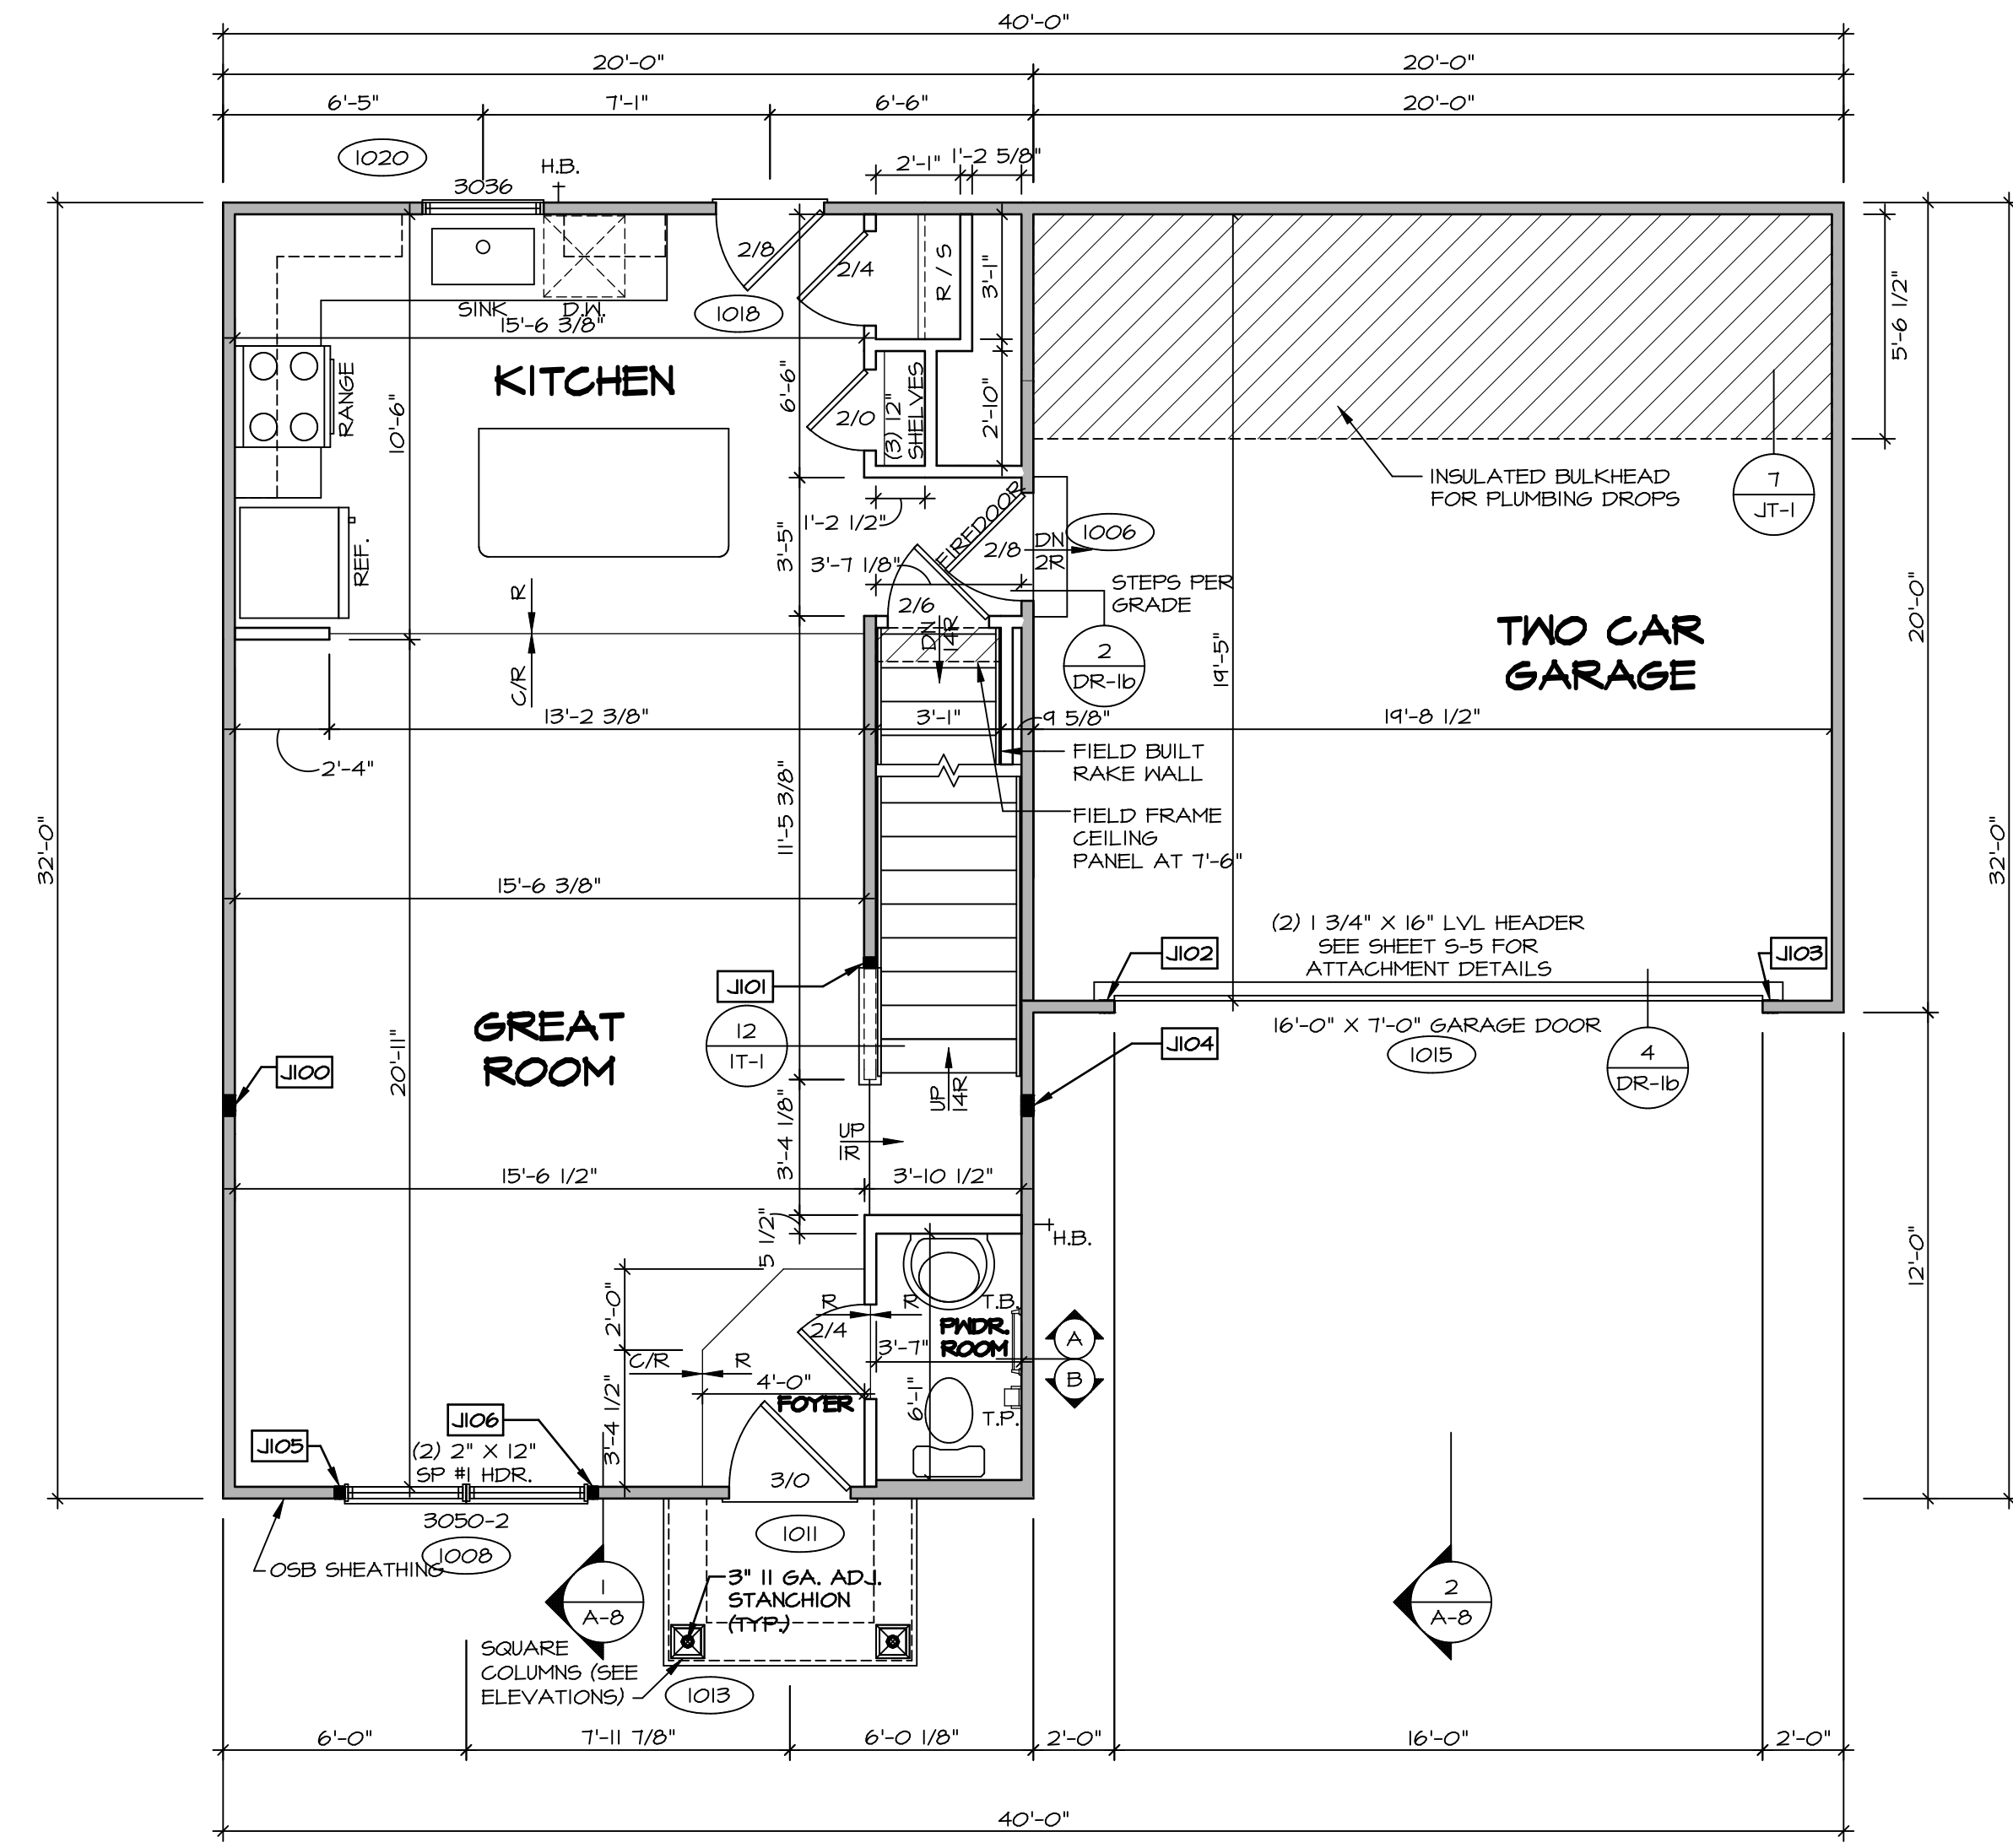 40'-0"
20'-0"
20'-0"
6'-5"
7'-1"
6'-6"
20'-0"
1020
H.B.
2'-1"
1'-2 5/8"
3036
2/8
2/4
R / S
3'-1"
5'-6 1/2"
SINK
D.W.
1018
15'-6 3/8"
RANGE
KITCHEN
10'-6"
6'-6"
2/0
(3) 12"
SHELVES
2'-10"
INSULATED BULKHEAD
FOR PLUMBING DROPS
7
JT-1
REF.
1'-2 1/2"
3'-5"
FIREDOOR
2/8
DN
2R
1006
3'-7 1/8"
STEPS PER
GRADE
R
C/R
2/6
DN
14R
2
DR-1b
19'-5"
TWO CAR
GARAGE
20'-0"
13'-2 3/8"
3'-1"
9 5/8"
19'-8 1/2"
2'-4"
FIELD BUILT
RAKE WALL
11'-5 3/8"
FIELD FRAME
CEILING
PANEL AT 7'-6"
32'-0"
32'-0"
15'-6 3/8"
(2) 1 3/4" X 16" LVL HEADER
SEE SHEET S-5 FOR
ATTACHMENT DETAILS
J102
J103
J101
GREAT
ROOM
12
1T-1
16'-0" X 7'-0" GARAGE DOOR
1015
4
DR-1b
J104
J100
20'-11"
UP
14R
3'-4 1/8"
UP
1R
15'-6 1/2"
3'-10 1/2"
5 1/2"
H.B.
12'-0"
2'-0"
R
R
T.B.
2/4
PWDR.
ROOM
3'-7"
A
B
C/R
R
4'-0"
FOYER
6'-1"
T.P.
3'-4 1/2"
J106
J105
(2) 2" X 12"
SP #1 HDR.
3/0
3050-2
1008
OSB SHEATHING
1011
3" 11 GA. ADJ.
STANCHION
(TYP.)
1
A-8
2
A-8
SQUARE
COLUMNS (SEE
ELEVATIONS)
1013
6'-0"
7'-11 7/8"
6'-0 1/8"
2'-0"
16'-0"
2'-0"
40'-0"